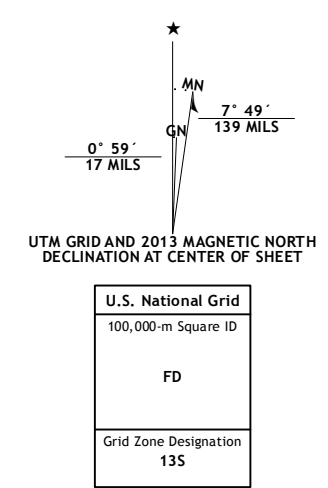 ★
MN
7° 49´
139 MILS
GN
0° 59´
17 MILS
UTM GRID AND 2013 MAGNETIC NORTH
DECLINATION AT CENTER OF SHEET
U.S. National Grid
100,000-m Square ID
FD
Grid Zone Designation
13S